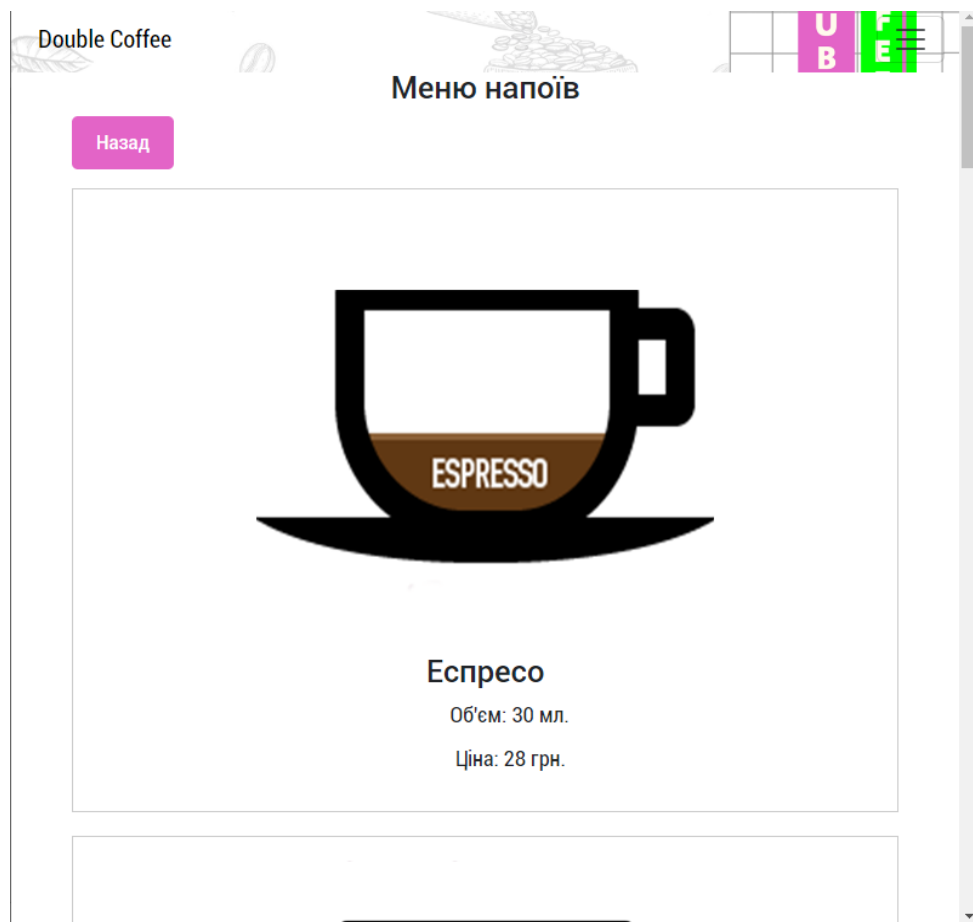 Double Coffee
U
B
F
E
Меню напоїв
Назад
ESPRESSO
Еспресо
Об'єм: 30 мл.
Ціна: 28 грн.